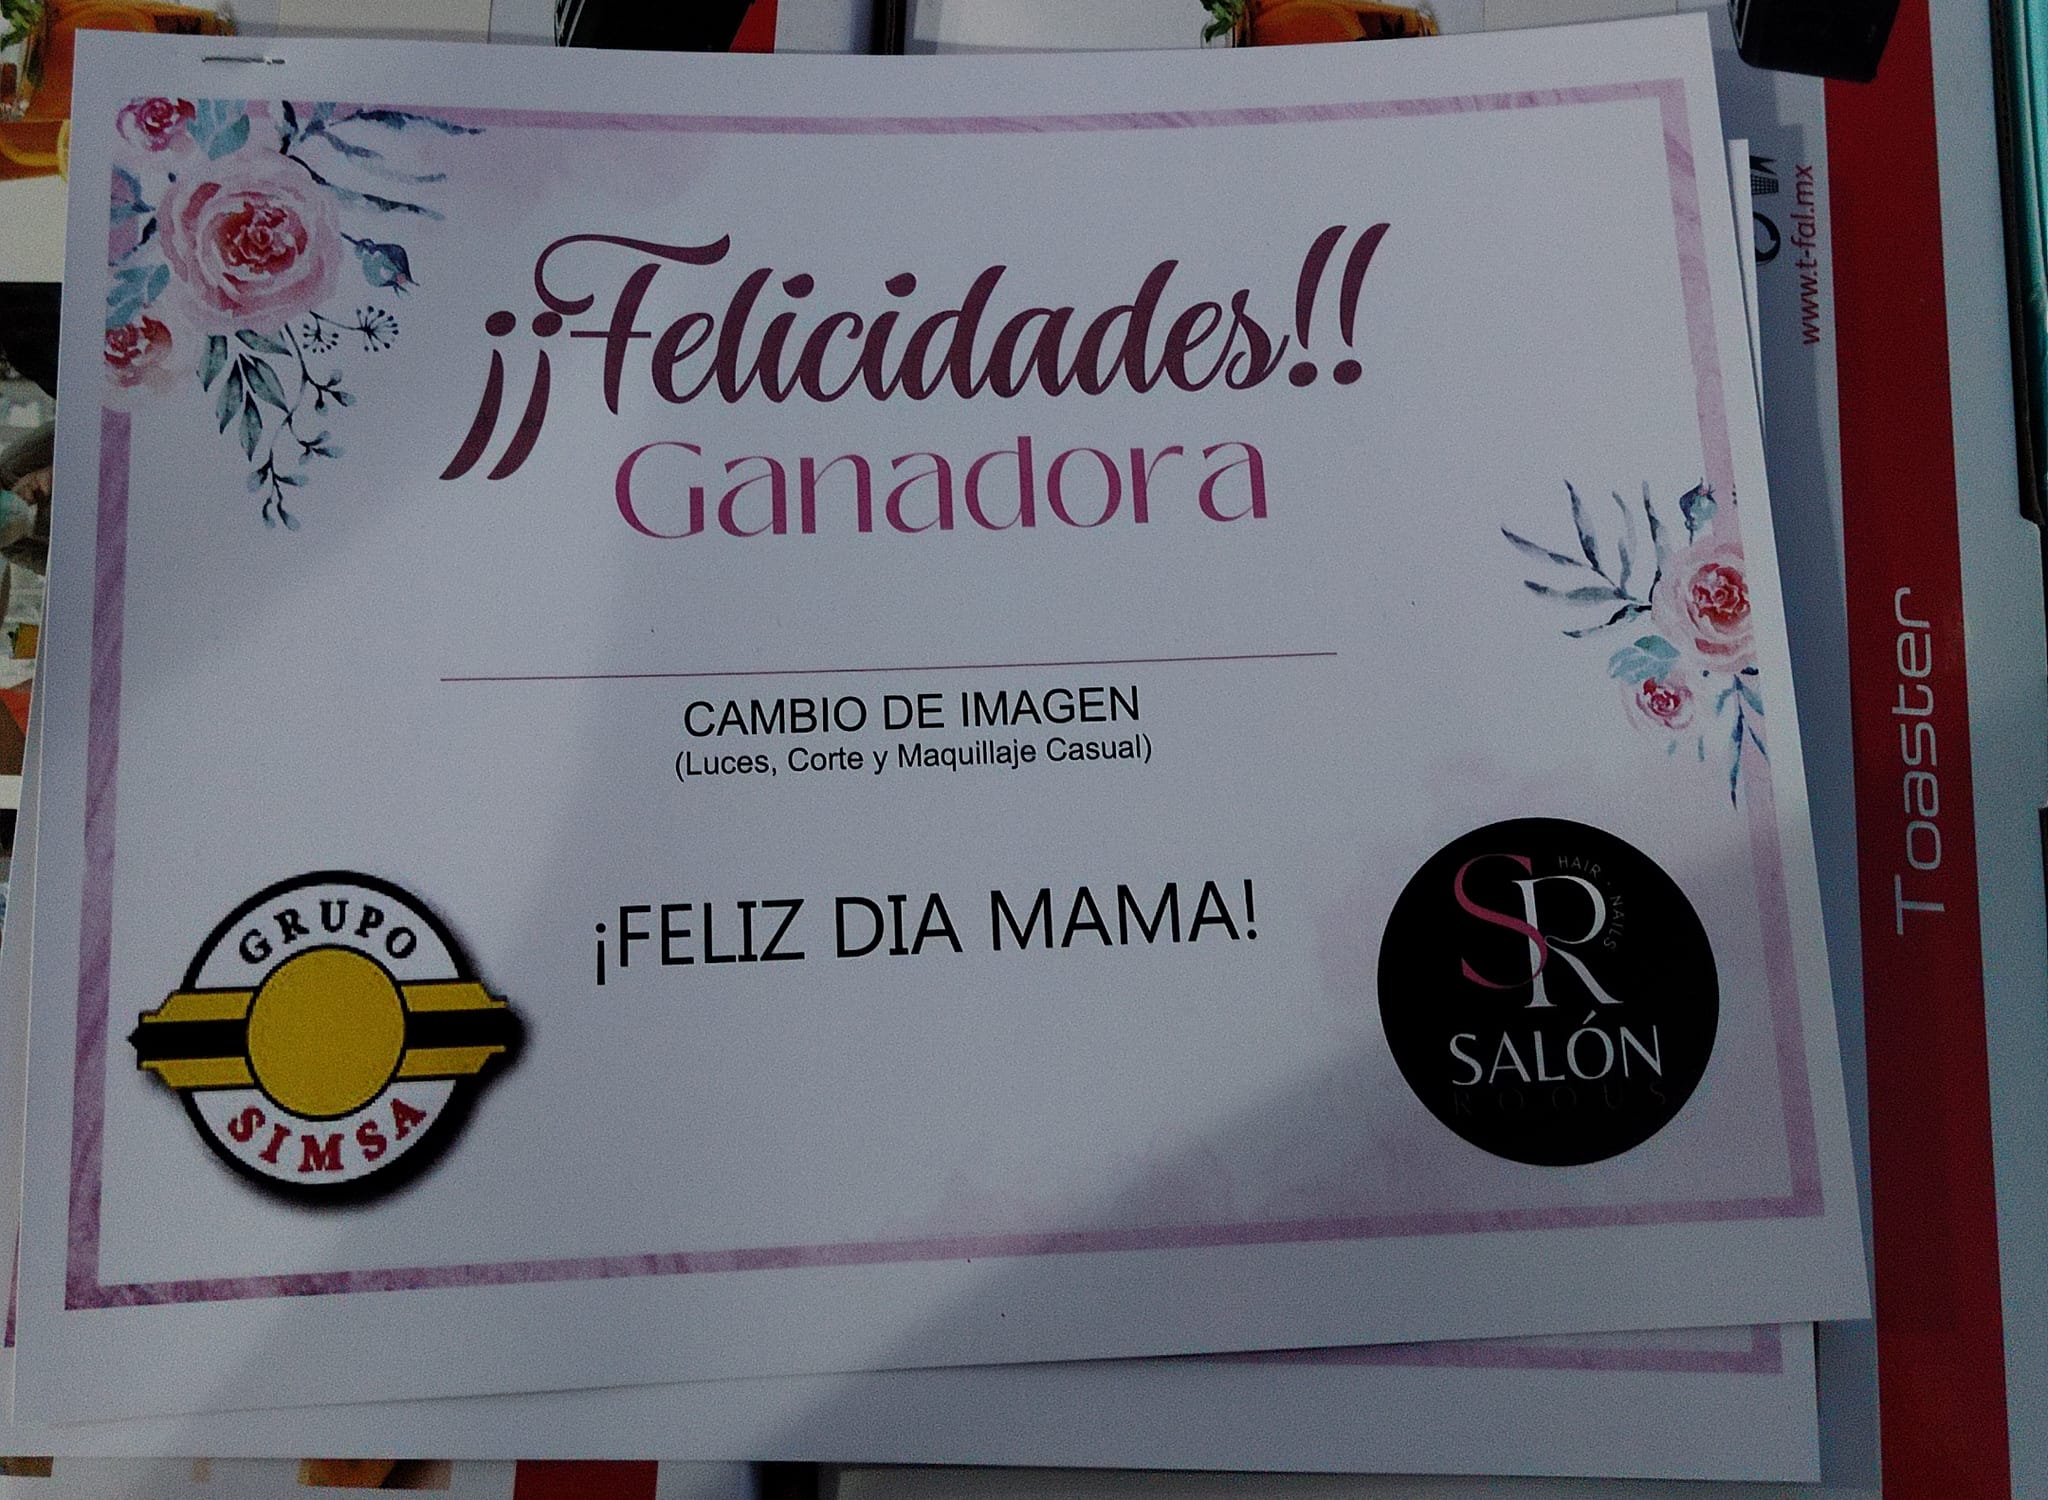 ¡¡Felicidades!!
Ganadora
CAMBIO DE IMAGEN
(Luces, Corte y Maquillaje Casual)
¡FELIZ DIA MAMA!
GRUPO
SIMSA
HAIR - NAILS
SR
SALÓN
www.t-fal.mx
Toaster